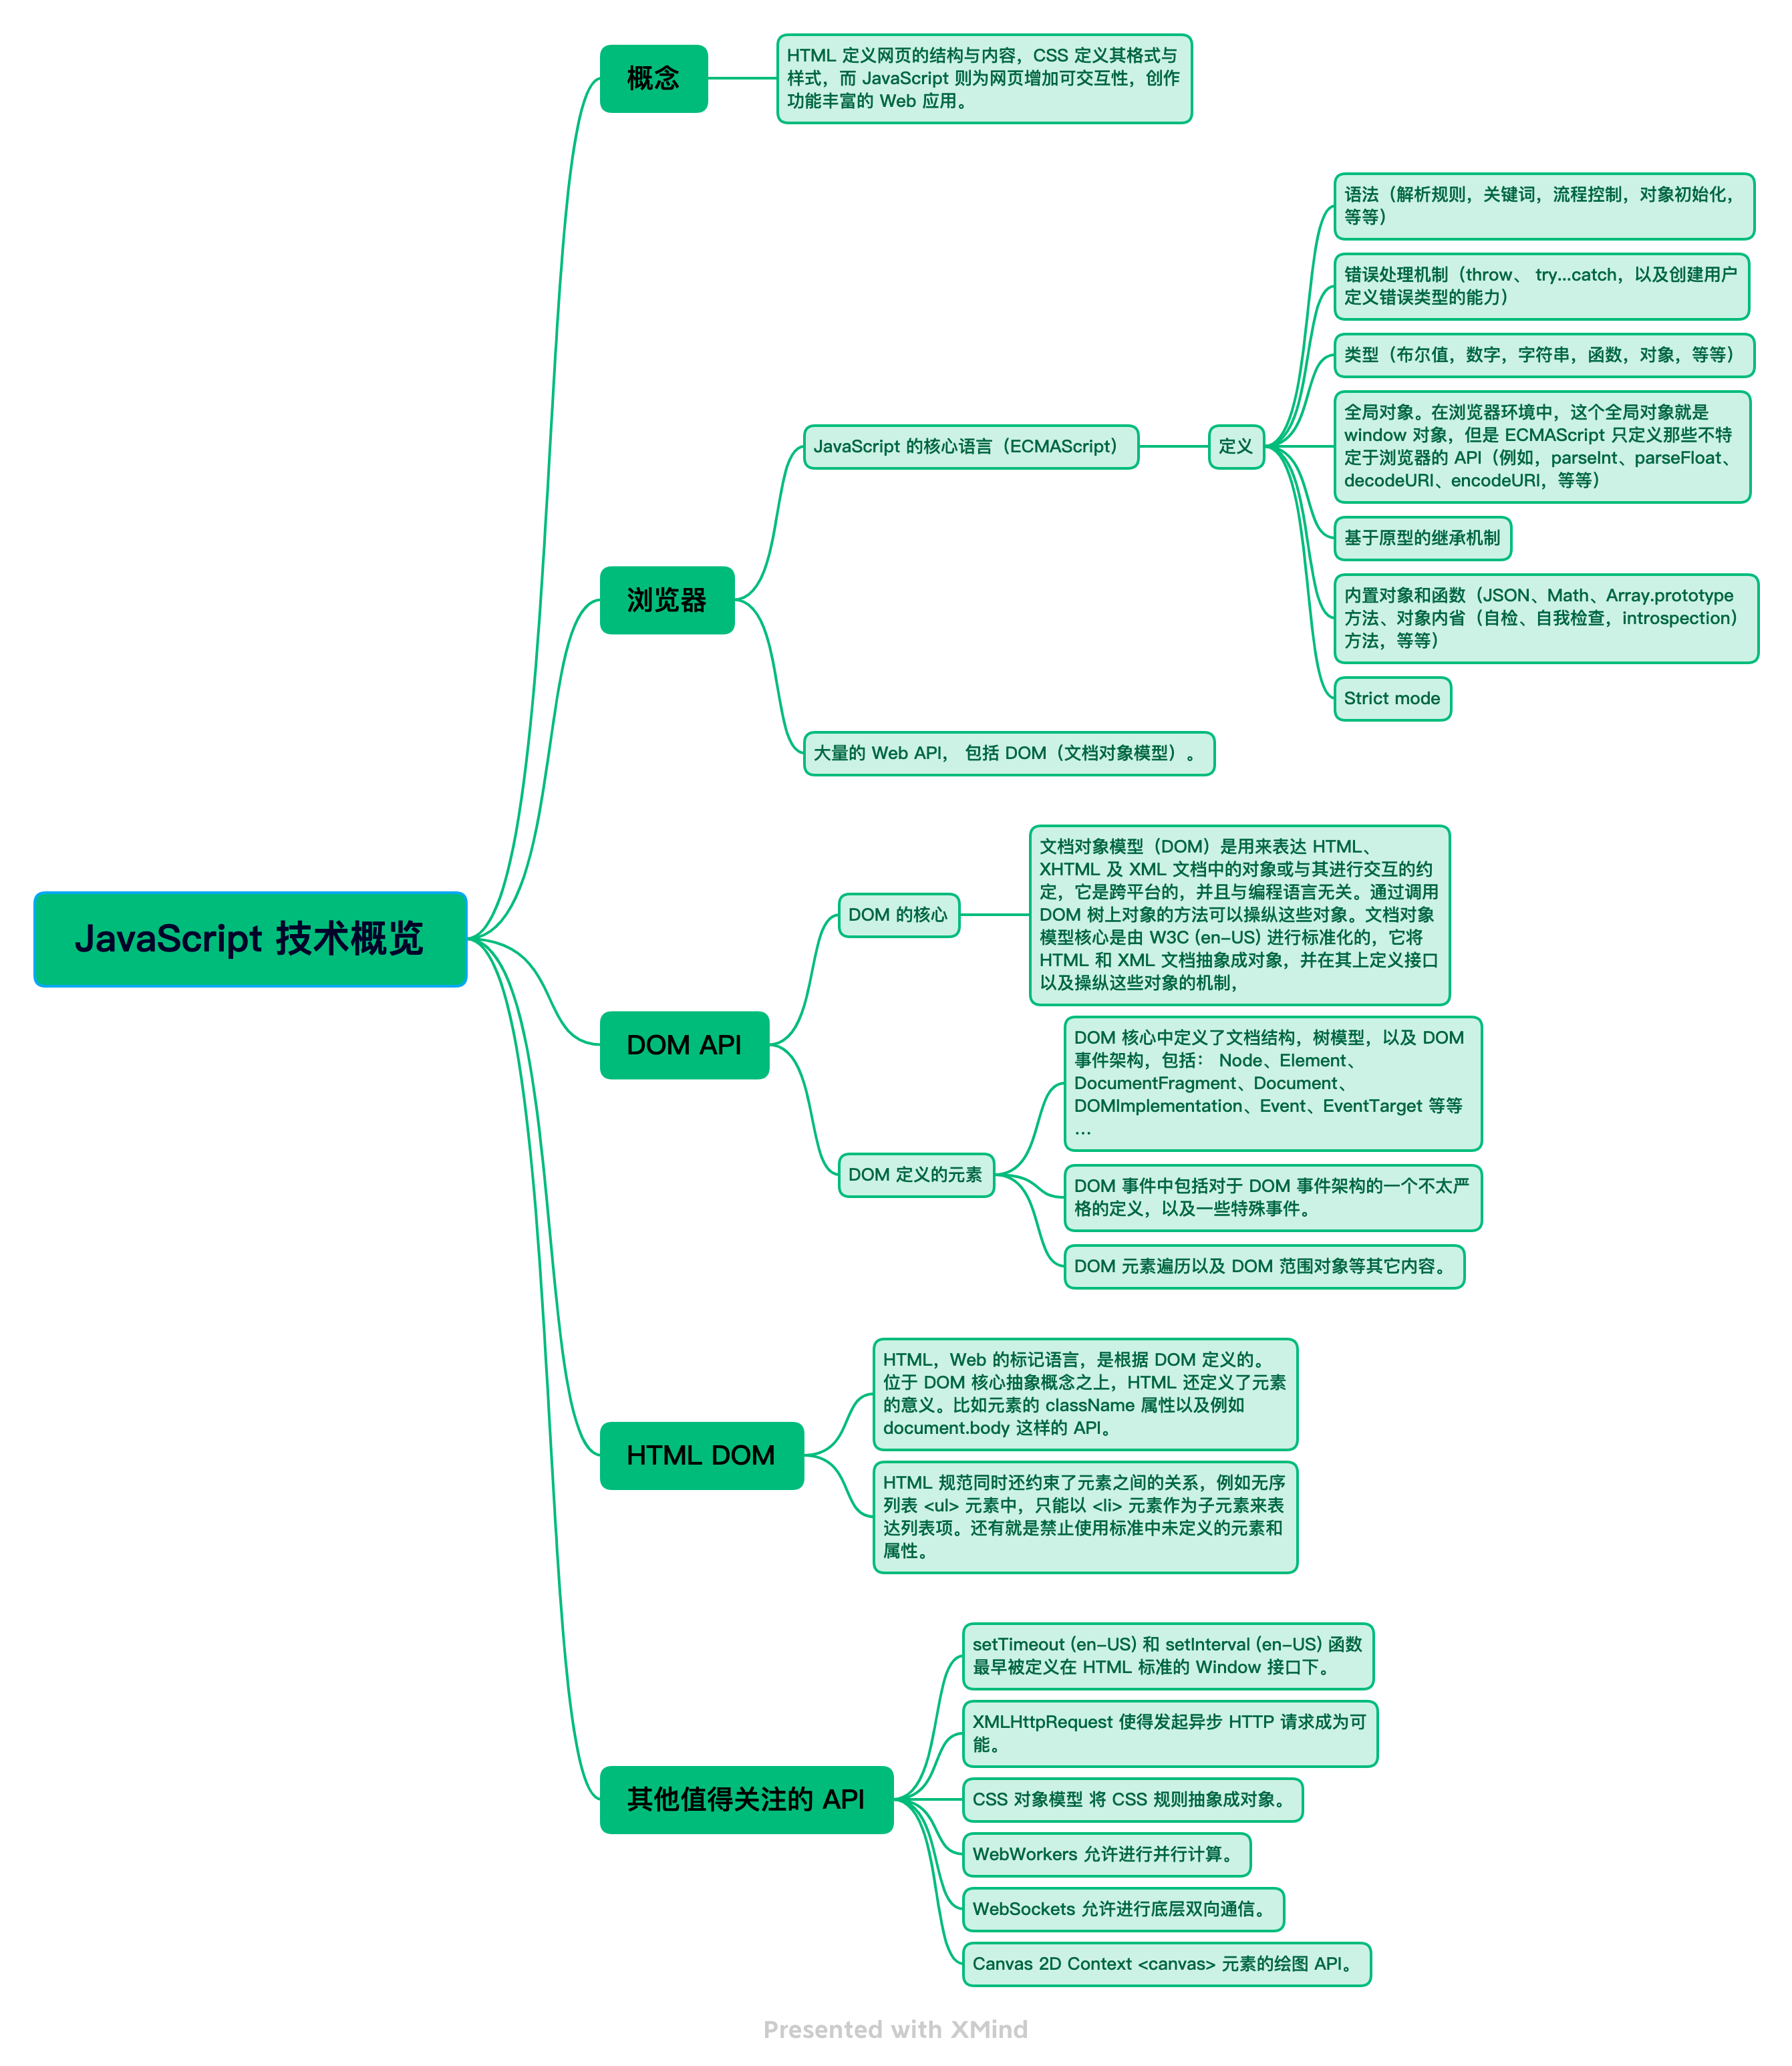 JavaScript 技术概览
概念
HTML 定义网页的结构与内容，CSS 定义其格式与
样式，而 JavaScript 则为网页增加可交互性，创作
功能丰富的 Web 应用。
浏览器
JavaScript 的核心语言（ECMAScript）
定义
语法（解析规则，关键词，流程控制，对象初始化，
等等）
错误处理机制（throw、 try...catch，以及创建用户
定义错误类型的能力）
类型（布尔值，数字，字符串，函数，对象，等等）
全局对象。在浏览器环境中，这个全局对象就是
window 对象，但是 ECMAScript 只定义那些不特
定于浏览器的 API（例如，parseInt、parseFloat、
decodeURI、encodeURI，等等）
基于原型的继承机制
内置对象和函数（JSON、Math、Array.prototype
方法、对象内省（自检、自我检查，introspection）
方法，等等）
Strict mode
大量的 Web API， 包括 DOM（文档对象模型）。
DOM API
DOM 的核心
文档对象模型（DOM）是用来表达 HTML、
XHTML 及 XML 文档中的对象或与其进行交互的约
定，它是跨平台的，并且与编程语言无关。通过调用
DOM 树上对象的方法可以操纵这些对象。文档对象
模型核心是由 W3C (en-US) 进行标准化的，它将
HTML 和 XML 文档抽象成对象，并在其上定义接口
以及操纵这些对象的机制，
DOM 定义的元素
DOM 核心中定义了文档结构，树模型，以及 DOM
事件架构，包括： Node、Element、
DocumentFragment、Document、
DOMImplementation、Event、EventTarget 等等
…
DOM 事件中包括对于 DOM 事件架构的一个不太严
格的定义，以及一些特殊事件。
DOM 元素遍历以及 DOM 范围对象等其它内容。
HTML DOM
HTML，Web 的标记语言，是根据 DOM 定义的。
位于 DOM 核心抽象概念之上，HTML 还定义了元素
的意义。比如元素的 className 属性以及例如
document.body 这样的 API。
HTML 规范同时还约束了元素之间的关系，例如无序
列表 <ul> 元素中，只能以 <li> 元素作为子元素来表
达列表项。还有就是禁止使用标准中未定义的元素和
属性。
其他值得关注的 API
setTimeout (en-US) 和 setInterval (en-US) 函数
最早被定义在 HTML 标准的 Window 接口下。
XMLHttpRequest 使得发起异步 HTTP 请求成为可
能。
CSS 对象模型 将 CSS 规则抽象成对象。
WebWorkers 允许进行并行计算。
WebSockets 允许进行底层双向通信。
Canvas 2D Context <canvas> 元素的绘图 API。
Presented with XMind